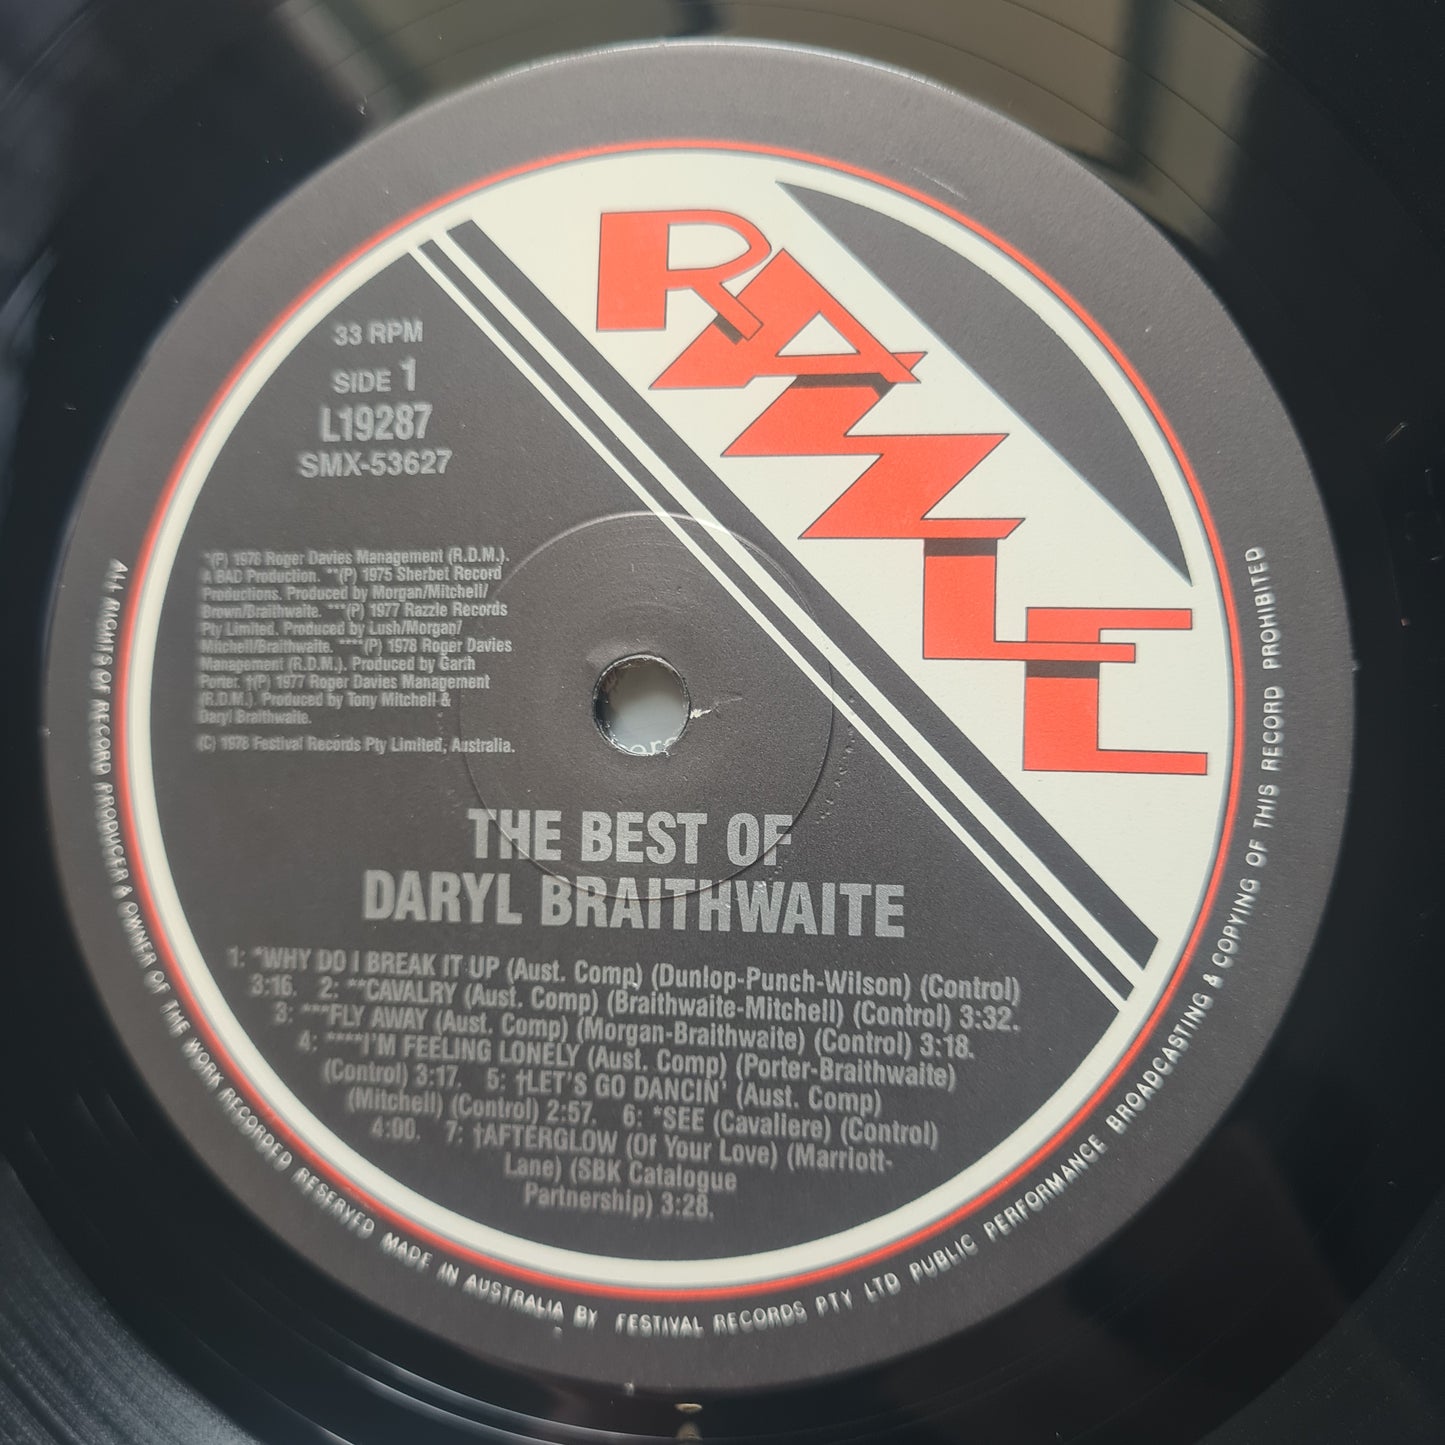 RAZZLE
33 RPM
SIDE 1
L19287
SMX-53627
*(P) 1976 Roger Davies Management (R.D.M.).
A BAD Production. **(P) 1975 Sherbet Record
Productions. Produced by Morgan/Mitchell/
Brown/Braithwaite. ***(P) 1977 Razzle Records
Pty Limited. Produced by Lush/Morgan/
Mitchell/Braithwaite. ****(P) 1978 Roger Davies
Management (R.D.M.). Produced by Garth
Porter. †(P) 1977 Roger Davies Management
(R.D.M.). Produced by Tony Mitchell &
Daryl Braithwaite.
(C) 1978 Festival Records Pty Limited, Australia.
THE BEST OF
DARYL BRAITHWAITE
1: *WHY DO I BREAK IT UP (Aust. Comp) (Dunlop-Punch-Wilson) (Control)
3:16. 2: **CAVALRY (Aust. Comp) (Braithwaite-Mitchell) (Control) 3:32.
3: ***FLY AWAY (Aust. Comp) (Morgan-Braithwaite) (Control) 3:18.
4: ****I'M FEELING LONELY (Aust. Comp) (Porter-Braithwaite)
(Control) 3:17. 5: †LET'S GO DANCIN' (Aust. Comp)
(Mitchell) (Control) 2:57. 6: *SEE (Cavaliere) (Control)
4:00. 7: †AFTERGLOW (Of Your Love) (Marriott-
Lane) (SBK Catalogue
Partnership) 3:28.
ALL RIGHTS OF RECORD PRODUCER & OWNER OF THE WORK RECORDED RESERVED MADE IN AUSTRALIA BY FESTIVAL RECORDS PTY LTD PUBLIC PERFORMANCE BROADCASTING & COPYING OF THIS RECORD PROHIBITED